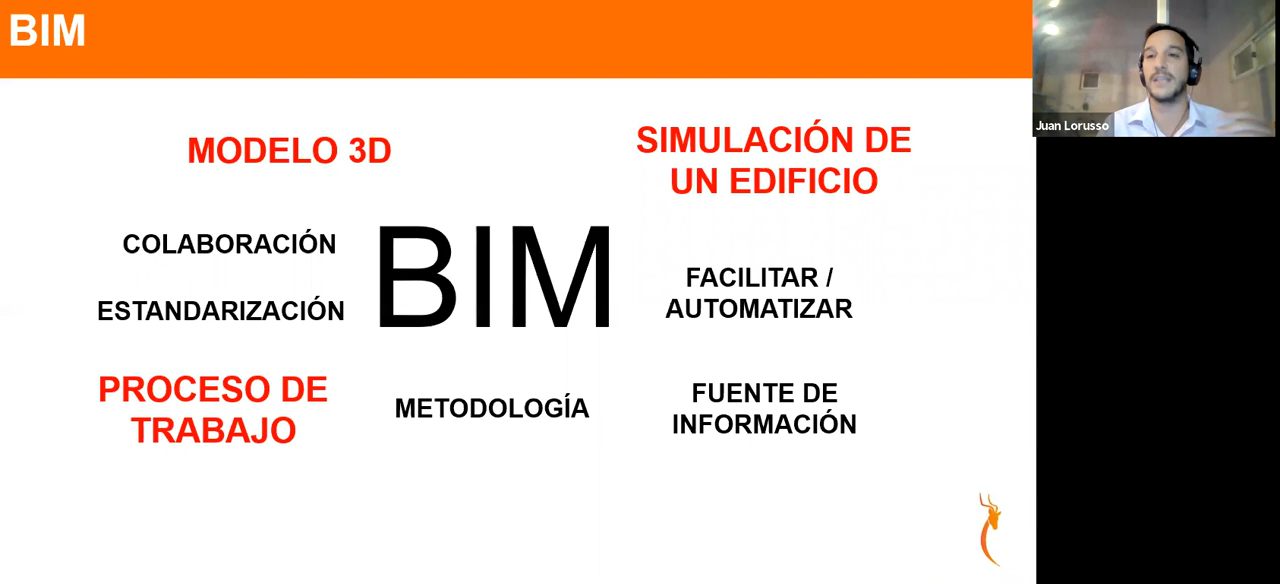 BIM
Juan Lorusso
MODELO 3D
SIMULACIÓN DE
UN EDIFICIO
COLABORACIÓN
BIM
FACILITAR /
AUTOMATIZAR
ESTANDARIZACIÓN
PROCESO DE
TRABAJO
METODOLOGÍA
FUENTE DE
INFORMACIÓN